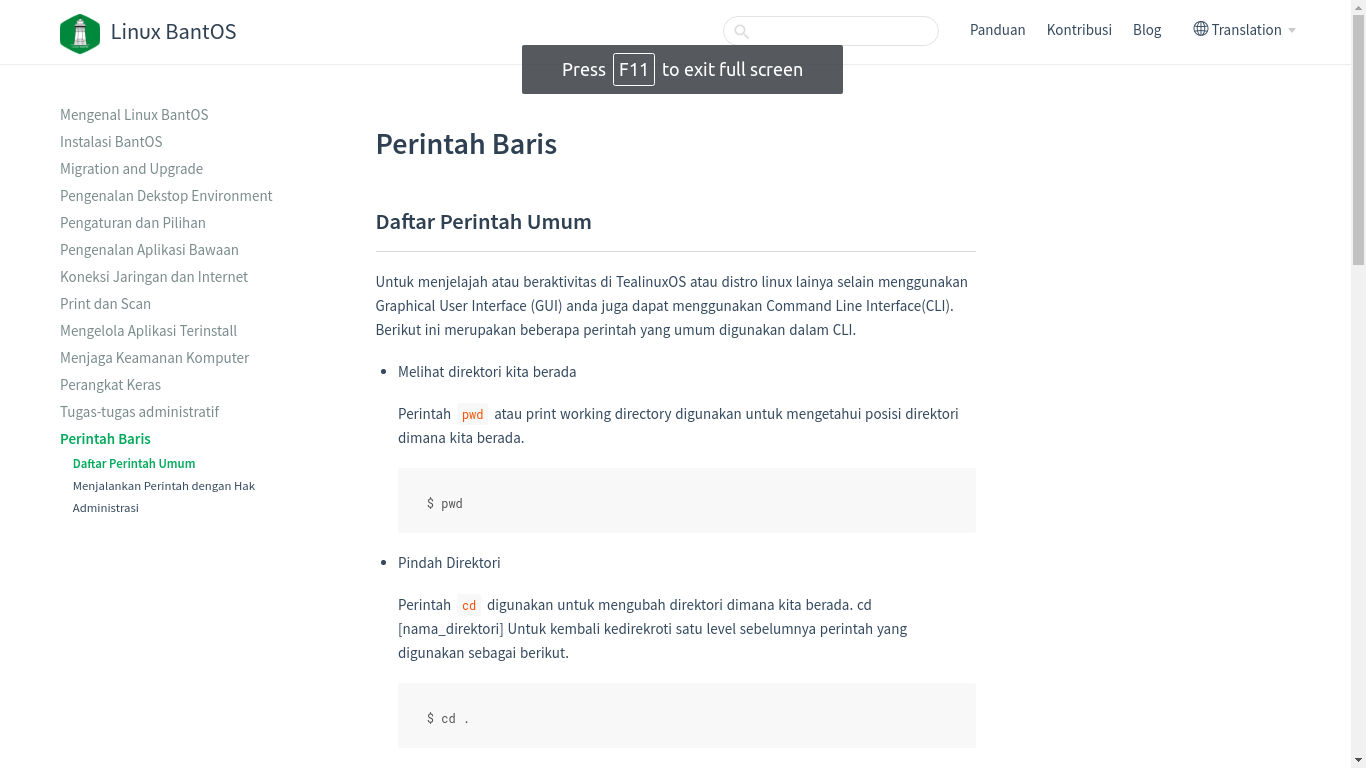 Linux BantOS
Panduan
Kontribusi
Blog
Translation
Press F11 to exit full screen
Mengenal Linux BantOS
Instalasi BantOS
Migration and Upgrade
Pengenalan Dekstop Environment
Pengaturan dan Pilihan
Pengenalan Aplikasi Bawaan
Koneksi Jaringan dan Internet
Print dan Scan
Mengelola Aplikasi Terinstall
Menjaga Keamanan Komputer
Perangkat Keras
Tugas-tugas administratif
Perintah Baris
Daftar Perintah Umum
Menjalankan Perintah dengan Hak
Administrasi
Perintah Baris
Daftar Perintah Umum
Untuk menjelajah atau beraktivitas di TealinuxOS atau distro linux lainya selain menggunakan
Graphical User Interface (GUI) anda juga dapat menggunakan Command Line Interface(CLI).
Berikut ini merupakan beberapa perintah yang umum digunakan dalam CLI.
• Melihat direktori kita berada
Perintah pwd atau print working directory digunakan untuk mengetahui posisi direktori
dimana kita berada.
$ pwd
• Pindah Direktori
Perintah cd digunakan untuk mengubah direktori dimana kita berada. cd
[nama_direktori] Untuk kembali kedirekroti satu level sebelumnya perintah yang
digunakan sebagai berikut.
$ cd .